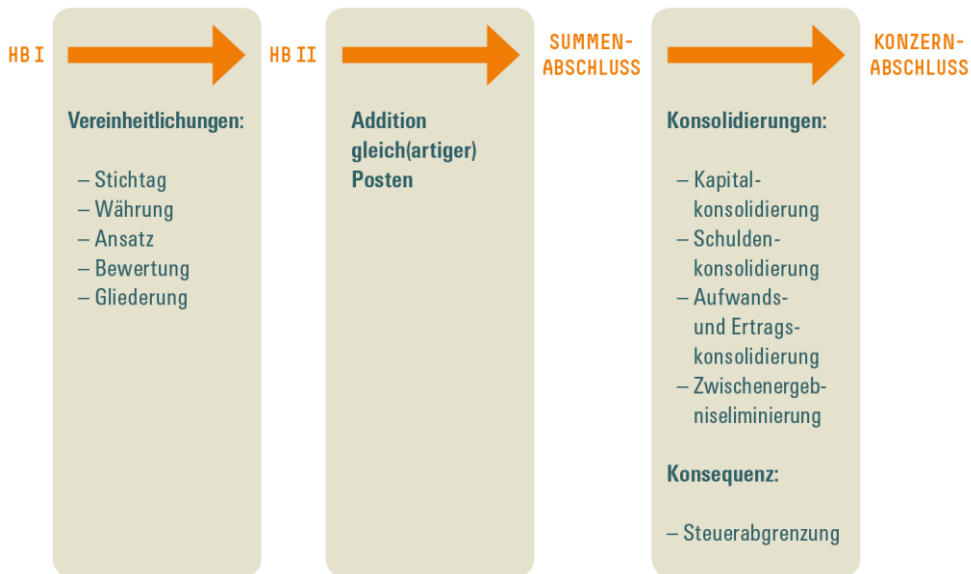 HB I
Vereinheitlichungen:
– Stichtag
– Währung
– Ansatz
– Bewertung
– Gliederung
HB II
Addition
gleich(artiger)
Posten
SUMMEN-
ABSCHLUSS
Konsolidierungen:
– Kapital-
konsolidierung
– Schulden-
konsolidierung
– Aufwands-
und Ertrags-
konsolidierung
– Zwischenergeb-
niseliminierung
Konsequenz:
– Steuerabgrenzung
KONZERN-
ABSCHLUSS